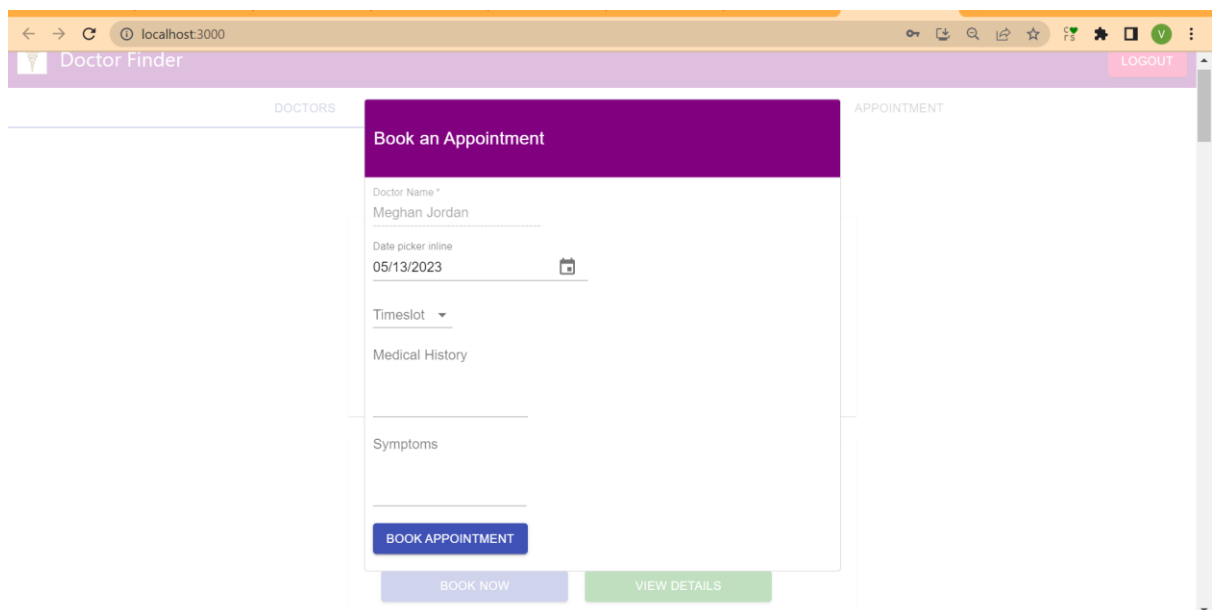 localhost:3000
V
Doctor Finder
LOGOUT
DOCTORS
APPOINTMENT
Book an Appointment
Doctor Name *
Meghan Jordan
Date picker inline
05/13/2023
Timeslot
Medical History
Symptoms
BOOK APPOINTMENT
BOOK NOW
VIEW DETAILS